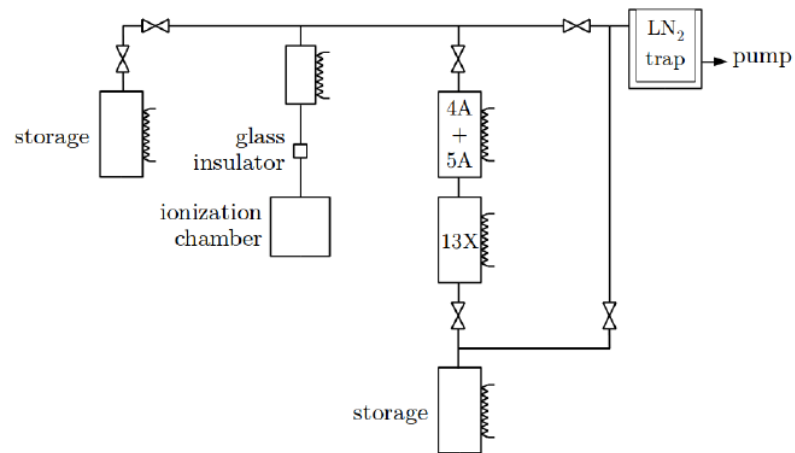 LN₂
trap
pump
storage
glass
insulator
4A
+
5A
ionization
chamber
13X
storage